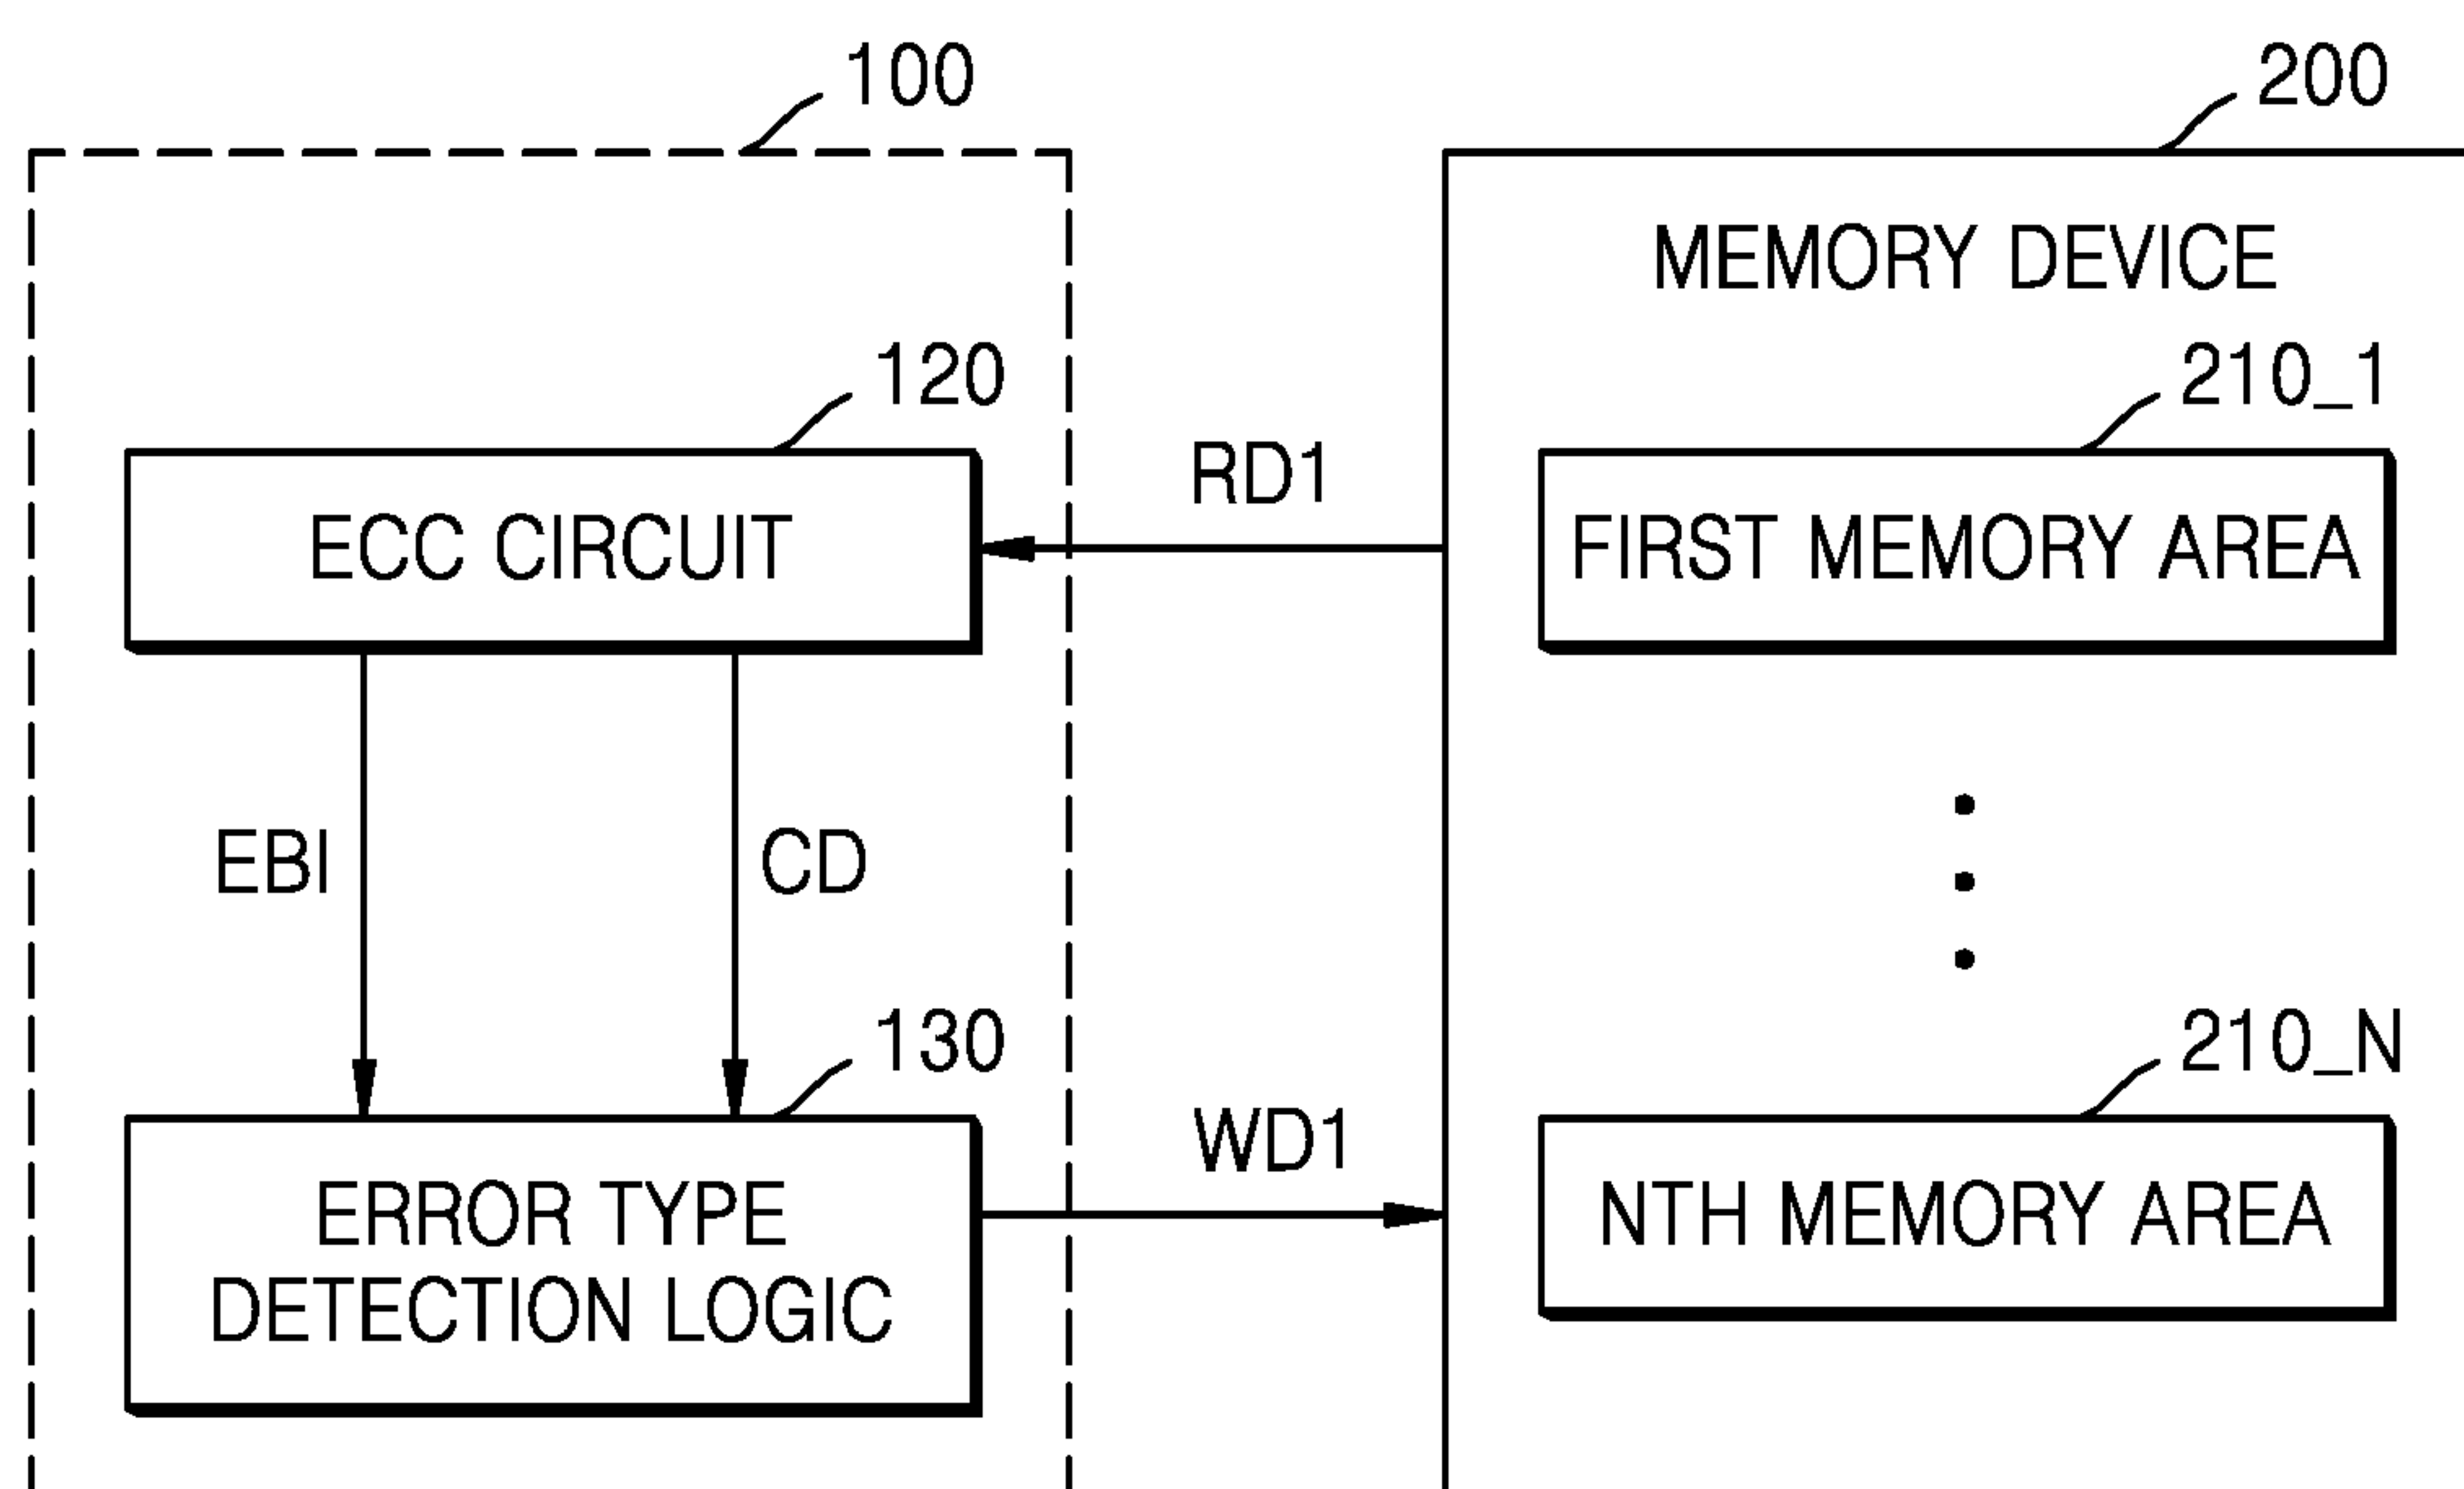 100
200
MEMORY DEVICE
120
210_1
ECC CIRCUIT
RD1
FIRST MEMORY AREA
EBI
CD
130
210_N
ERROR TYPE
DETECTION LOGIC
WD1
NTH MEMORY AREA